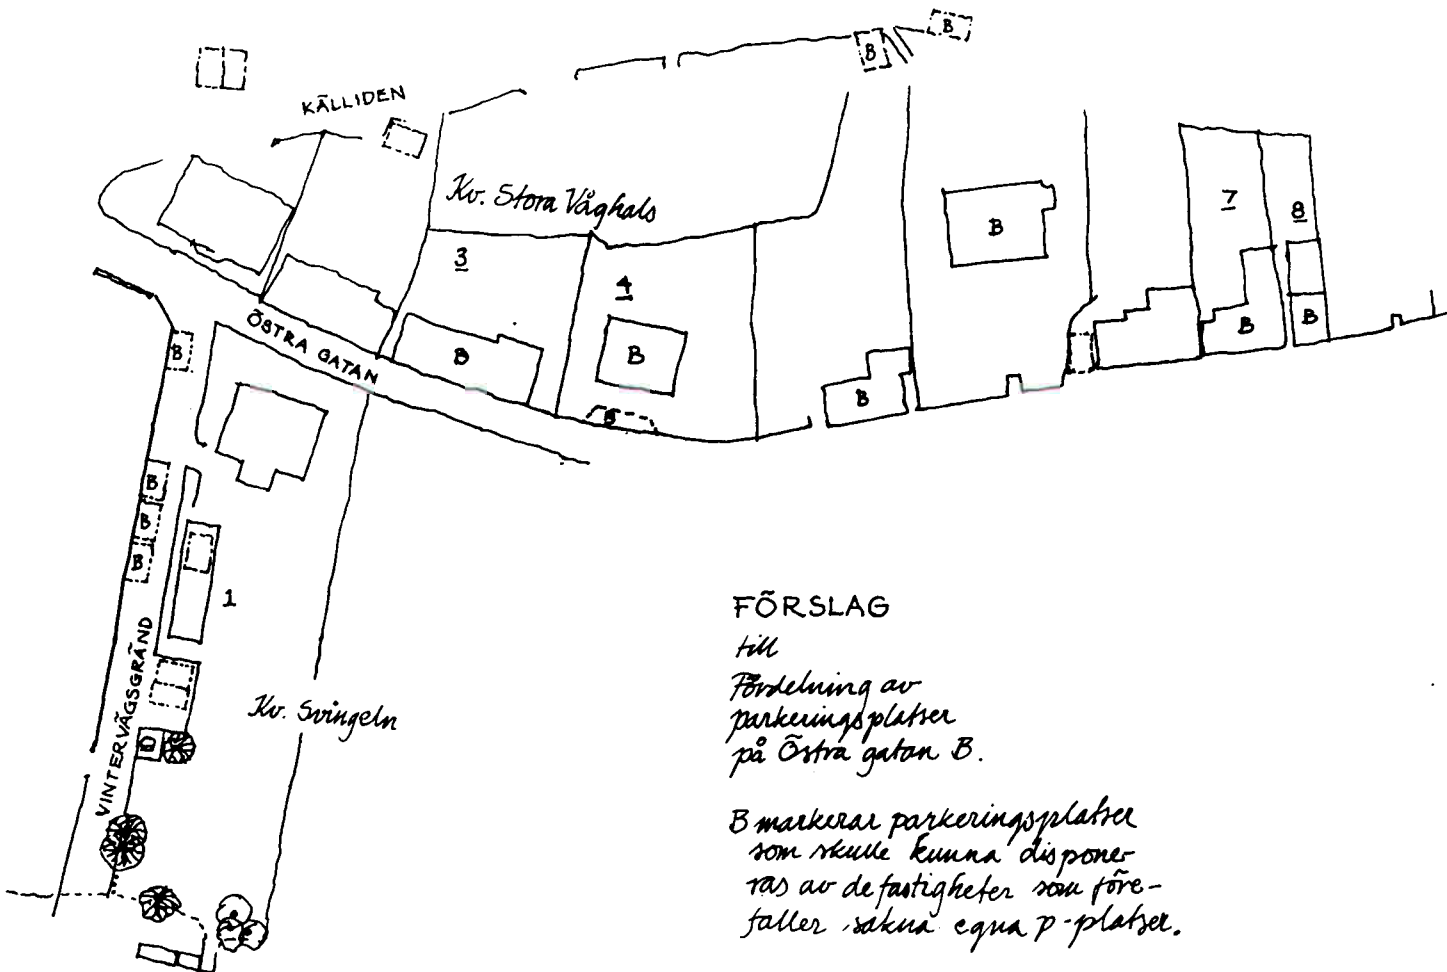 B
B
KÄLLIDEN
Kv. Stora Våghals
7
8
B
3
4
ÖSTRA GATAN
B
B
B
B
B
B
B
B
B
B
B
1
VINTERVÄGSGRÄND
Kv. Svingeln
FÖRSLAG
till
Fördelning av
parkeringsplatser
på Östra gatan B.
B markerar parkeringsplatser
som skulle kunna disponer-
ras av de fastigheter som före-
faller sakna egna p-platser.